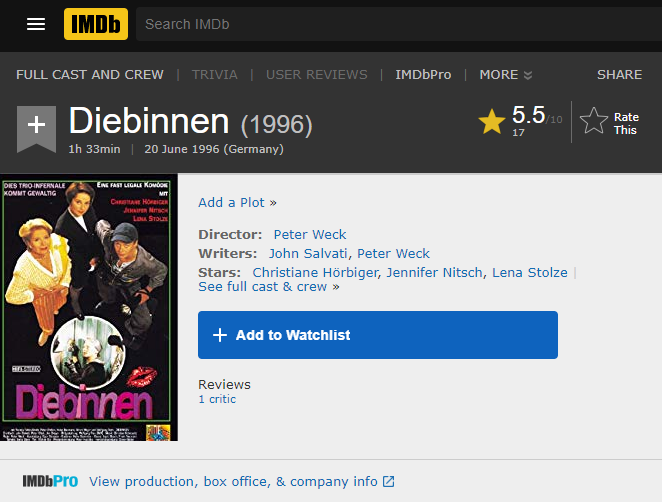 IMDb Search IMDb
FULL CAST AND CREW | TRIVIA | USER REVIEWS | IMDbPro | MORE SHARE
+ Diebinnen (1996)
5.5/10
17
Rate
This
1h 33min | 20 June 1996 (Germany)
DIES TRIO-INFERNALE
KOMMT GEWALTIG
EINE FAST LEGALE KOMÖDIE
MIT
CHRISTIANE HÖRBIGER
JENNIFER NITSCH
LENA STOLZE
HIFI-STEREO
Diebinnen
Add a Plot »
Director: Peter Weck
Writers: John Salvati, Peter Weck
Stars: Christiane Hörbiger, Jennifer Nitsch, Lena Stolze |
See full cast & crew »
+ Add to Watchlist
Reviews
1 critic
IMDbPro View production, box office, & company info